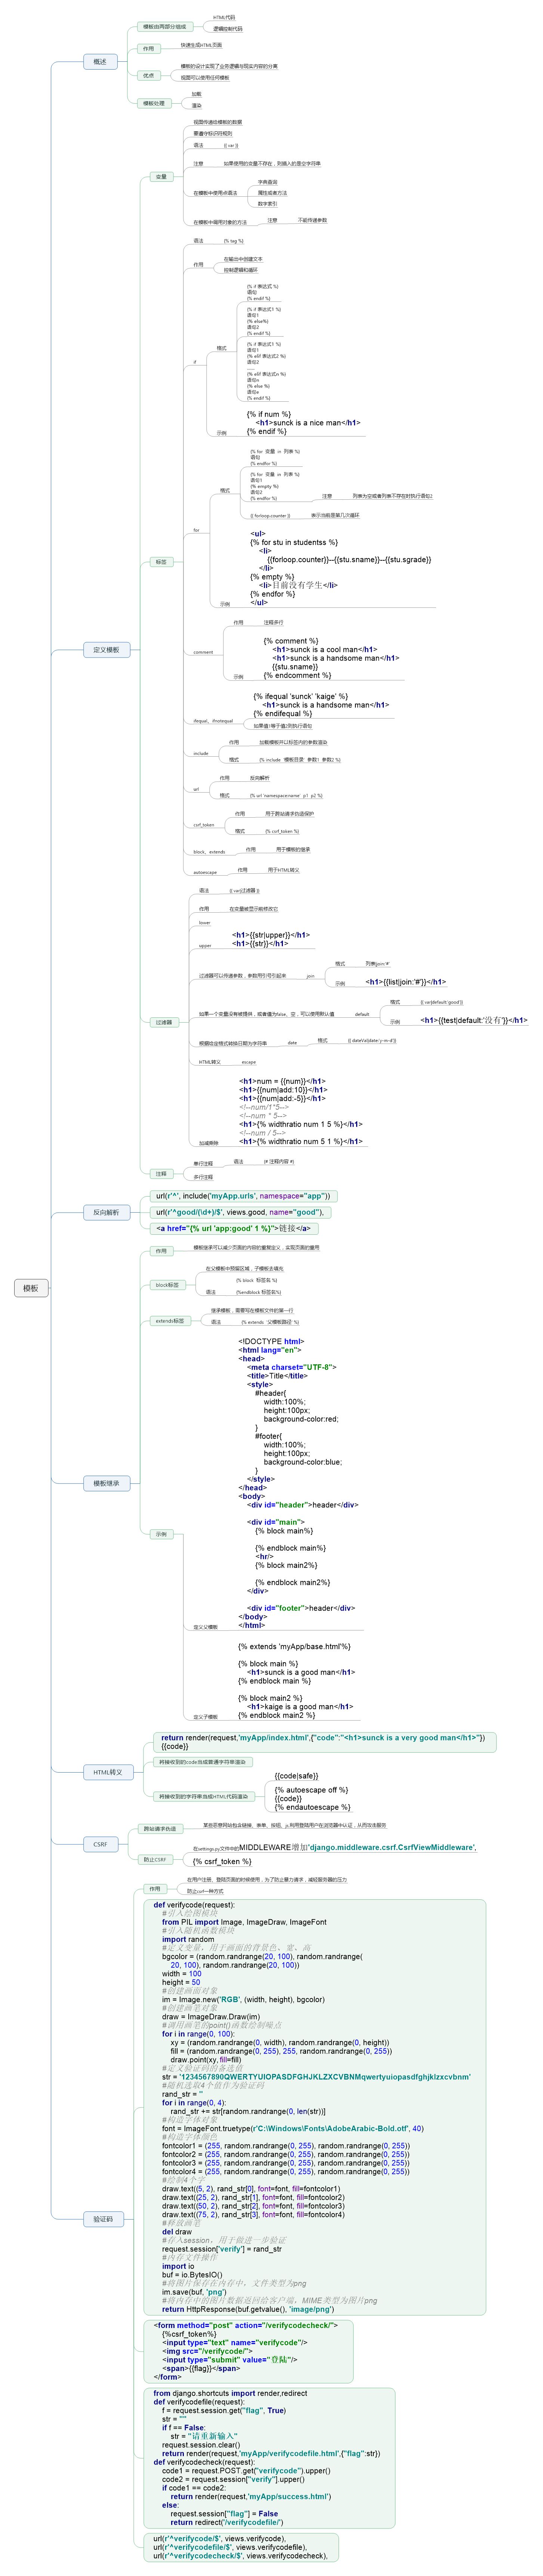 模板
概述
模板由两部分组成
HTML代码
逻辑控制代码
作用
快速生成HTML页面
优点
模板的设计实现了业务逻辑与现实内容的分离
视图可以使用任何模板
模板处理
加载
渲染
定义模板
变量
视图传递给模板的数据
要遵守标识符规则
语法
{{ var }}
注意
如果使用的变量不存在，则插入的是空字符串
在模板中使用点语法
字典查询
属性或者方法
数字索引
在模板中调用对象的方法
注意
不能传递参数
标签
语法
{% tag %}
作用
在输出中创建文本
控制逻辑和循环
if
格式
{% if 表达式 %}
语句
{% endif %}
{% if 表达式1 %}
语句1
{% else%}
语句2
{% endif %}
{% if 表达式1 %}
语句1
{% elif 表达式2 %}
语句2
……
{% elif 表达式n %}
语句n
{% else %}
语句e
{% endif %}
示例
{% if num %}
<h1>sunck is a nice man</h1>
{% endif %}
for
格式
{% for 变量 in 列表 %}
语句
{% endfor %}
{% for 变量 in 列表 %}
语句1
{% empty %}
语句2
{% endfor %}
注意
列表为空或者列表不存在时执行语句2
{{ forloop.counter }}
表示当前是第几次循环
示例
<ul>
{% for stu in studentss %}
<li>
{{forloop.counter}}--{{stu.sname}}--{{stu.sgrade}}
</li>
{% empty %}
<li>目前没有学生</li>
{% endfor %}
</ul>
comment
作用
注释多行
示例
{% comment %}
<h1>sunck is a cool man</h1>
<h1>sunck is a handsome man</h1>
{{stu.sname}}
{% endcomment %}
ifequal、ifnotequal
{% ifequal 'sunck' 'kaige' %}
<h1>sunck is a handsome man</h1>
{% endifequal %}
如果值1等于值2则执行语句
include
作用
加载模板并以标签内的参数渲染
格式
{% include '模板目录' 参数1 参数2 %}
url
作用
反向解析
格式
{% url 'namespace:name' p1 p2 %}
csrf_token
作用
用于跨站请求伪造保护
格式
{% csrf_token %}
block、extends
作用
用于模板的继承
autoescape
作用
用于HTML转义
过滤器
语法
{{ var|过滤器 }}
作用
在变量被显示前修改它
lower
upper
<h1>{{str|upper}}</h1>
<h1>{{str}}</h1>
过滤器可以传递参数，参数用引号引起来
join
格式
列表|join:'#'
示例
<h1>{{list|join:'#'}}</h1>
如果一个变量没有被提供，或者值为false、空，可以使用默认值
default
格式
{{ var|default:'good'}}
示例
<h1>{{test|default:'没有'}}</h1>
根据给定格式转换日期为字符串
date
格式
{{ dateVal|date:'y-m-d'}}
HTML转义
escape
加减乘除
<h1>num = {{num}}</h1>
<h1>{{num|add:10}}</h1>
<h1>{{num|add:-5}}</h1>
<!--num/1*5-->
<!--num * 5-->
<h1>{% widthratio num 1 5 %}</h1>
<!--num / 5-->
<h1>{% widthratio num 5 1 %}</h1>
注释
单行注释
语法
{# 注释内容 #}
多行注释
反向解析
url(r'^', include('myApp.urls', namespace="app"))
url(r'^good/(\d+)/$', views.good, name="good"),
<a href="{% url 'app:good' 1 %}">链接</a>
模板继承
作用
模板继承可以减少页面的内容的重复定义，实现页面的重用
block标签
在父模板中预留区域，子模板去填充
语法
{% block 标签名 %}
{%endblock 标签名%}
extends标签
继承模板，需要写在模板文件的第一行
语法
{% extends '父模板路径' %}
示例
定义父模板
<!DOCTYPE html>
<html lang="en">
<head>
<meta charset="UTF-8">
<title>Title</title>
<style>
#header{
width:100%;
height:100px;
background-color:red;
}
#footer{
width:100%;
height:100px;
background-color:blue;
}
</style>
</head>
<body>
<div id="header">header</div>
<div id="main">
{% block main%}
{% endblock main%}
<hr/>
{% block main2%}
{% endblock main2%}
</div>
<div id="footer">header</div>
</body>
</html>
定义子模板
{% extends 'myApp/base.html'%}
{% block main %}
<h1>sunck is a good man</h1>
{% endblock main %}
{% block main2 %}
<h1>kaige is a good man</h1>
{% endblock main2 %}
HTML转义
return render(request,'myApp/index.html',{"code":"<h1>sunck is a very good man</h1>"})
{{code}}
将接收到的code当成普通字符串渲染
将接收到的字符串当成HTML代码渲染
{{code|safe}}
{% autoescape off %}
{{code}}
{% endautoescape %}
CSRF
跨站请求伪造
某些恶意网站包含链接、表单、按钮、js,利用登陆用户在浏览器中认证，从而攻击服务
防止CSRF
在settings.py文件中的MIDDLEWARE增加'django.middleware.csrf.CsrfViewMiddleware',
{% csrf_token %}
验证码
作用
在用户注册、登陆页面的时候使用，为了防止暴力请求，减轻服务器的压力
防止csrf一种方式
def verifycode(request):
#引入绘图模块
from PIL import Image, ImageDraw, ImageFont
#引入随机函数模块
import random
#定义变量，用于画面的背景色、宽、高
bgcolor = (random.randrange(20, 100), random.randrange(
20, 100), random.randrange(20, 100))
width = 100
height = 50
#创建画面对象
im = Image.new('RGB', (width, height), bgcolor)
#创建画笔对象
draw = ImageDraw.Draw(im)
#调用画笔的point()函数绘制噪点
for i in range(0, 100):
xy = (random.randrange(0, width), random.randrange(0, height))
fill = (random.randrange(0, 255), 255, random.randrange(0, 255))
draw.point(xy, fill=fill)
#定义验证码的备选值
str = '1234567890QWERTYUIOPASDFGHJKLZXCVBNMqwertyuiopasdfghjklzxcvbnm'
#随机选取4个值作为验证码
rand_str = ''
for i in range(0, 4):
rand_str += str[random.randrange(0, len(str))]
#构造字体对象
font = ImageFont.truetype(r'C:\Windows\Fonts\AdobeArabic-Bold.otf', 40)
#构造字体颜色
fontcolor1 = (255, random.randrange(0, 255), random.randrange(0, 255))
fontcolor2 = (255, random.randrange(0, 255), random.randrange(0, 255))
fontcolor3 = (255, random.randrange(0, 255), random.randrange(0, 255))
fontcolor4 = (255, random.randrange(0, 255), random.randrange(0, 255))
#绘制4个字
draw.text((5, 2), rand_str[0], font=font, fill=fontcolor1)
draw.text((25, 2), rand_str[1], font=font, fill=fontcolor2)
draw.text((50, 2), rand_str[2], font=font, fill=fontcolor3)
draw.text((75, 2), rand_str[3], font=font, fill=fontcolor4)
#释放画笔
del draw
#存入session，用于做进一步验证
request.session['verify'] = rand_str
#内存文件操作
import io
buf = io.BytesIO()
#将图片保存在内存中，文件类型为png
im.save(buf, 'png')
#将内存中的图片数据返回给客户端，MIME类型为图片png
return HttpResponse(buf.getvalue(), 'image/png')
<form method="post" action="/verifycodecheck/">
{%csrf_token%}
<input type="text" name="verifycode"/>
<img src="/verifycode/">
<input type="submit" value="登陆"/>
<span>{{flag}}</span>
</form>
from django.shortcuts import render,redirect
def verifycodefile(request):
f = request.session.get("flag", True)
str = ""
if f == False:
str = "请重新输入"
request.session.clear()
return render(request,'myApp/verifycodefile.html',{"flag":str})
def verifycodecheck(request):
code1 = request.POST.get("verifycode").upper()
code2 = request.session["verify"].upper()
if code1 == code2:
return render(request,'myApp/success.html')
else:
request.session["flag"] = False
return redirect('/verifycodefile/')
url(r'^verifycode/$', views.verifycode),
url(r'^verifycodefile/$', views.verifycodefile),
url(r'^verifycodecheck/$', views.verifycodecheck),